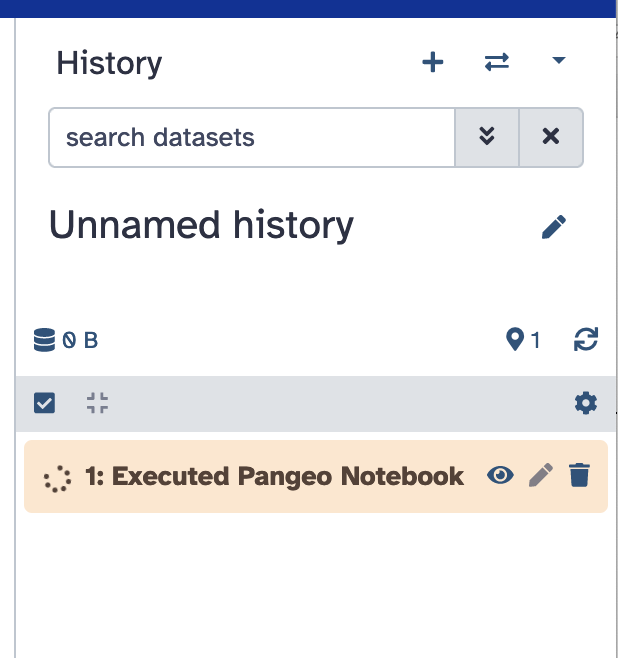 History
search datasets
Unnamed history
0 B
1
1: Executed Pangeo Notebook